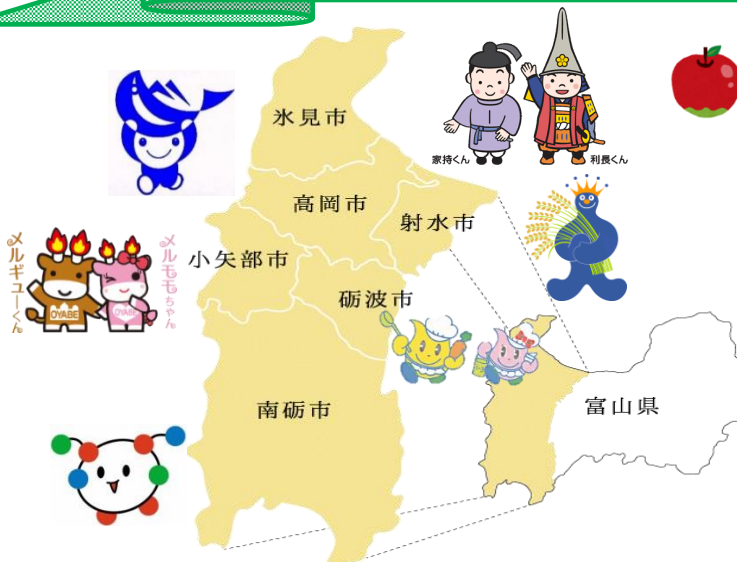 氷見市
家持くん
利長くん
高岡市
射水市
メルギューくん
メルモモちゃん
小矢部市
OYABE
OYABE
砺波市
南砺市
富山県